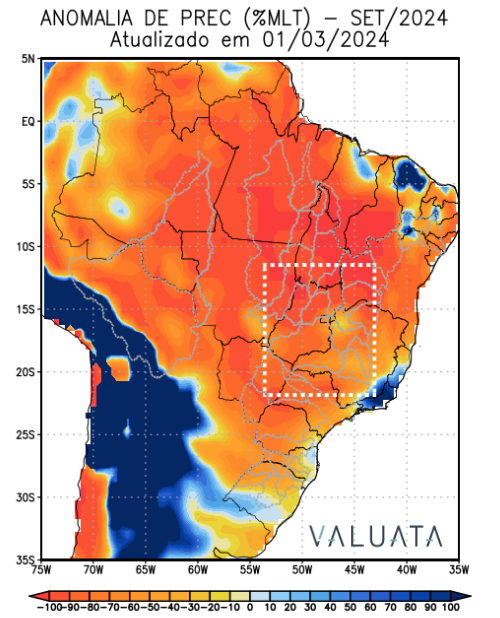 ANOMALIA DE PREC (%MLT) – SET/2024
Atualizado em 01/03/2024
5N
EQ
5S
10S
15S
20S
25S
30S
35S
VALUATA
75W 70W 65W 60W 55W 50W 45W 40W 35W
-100 -90 -80 -70 -60 -50 -40 -30 -20 -10 0 10 20 30 40 50 60 70 80 90 100